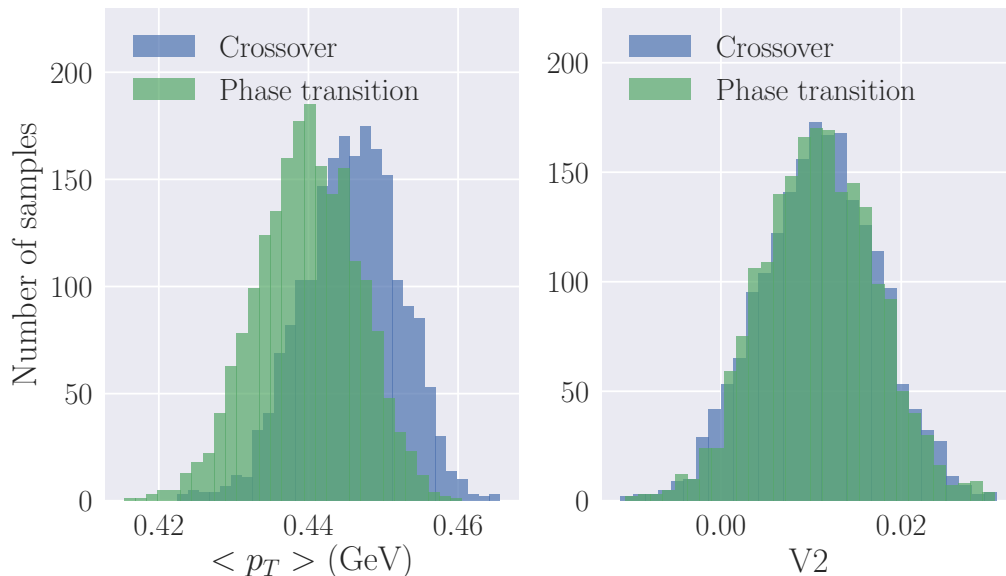 Crossover
Phase transition
Number of samples
200
150
100
50
0
0.42 0.44 0.46
< p_T > (GeV)
Crossover
Phase transition
200
150
100
50
0
0.00 0.02
V2